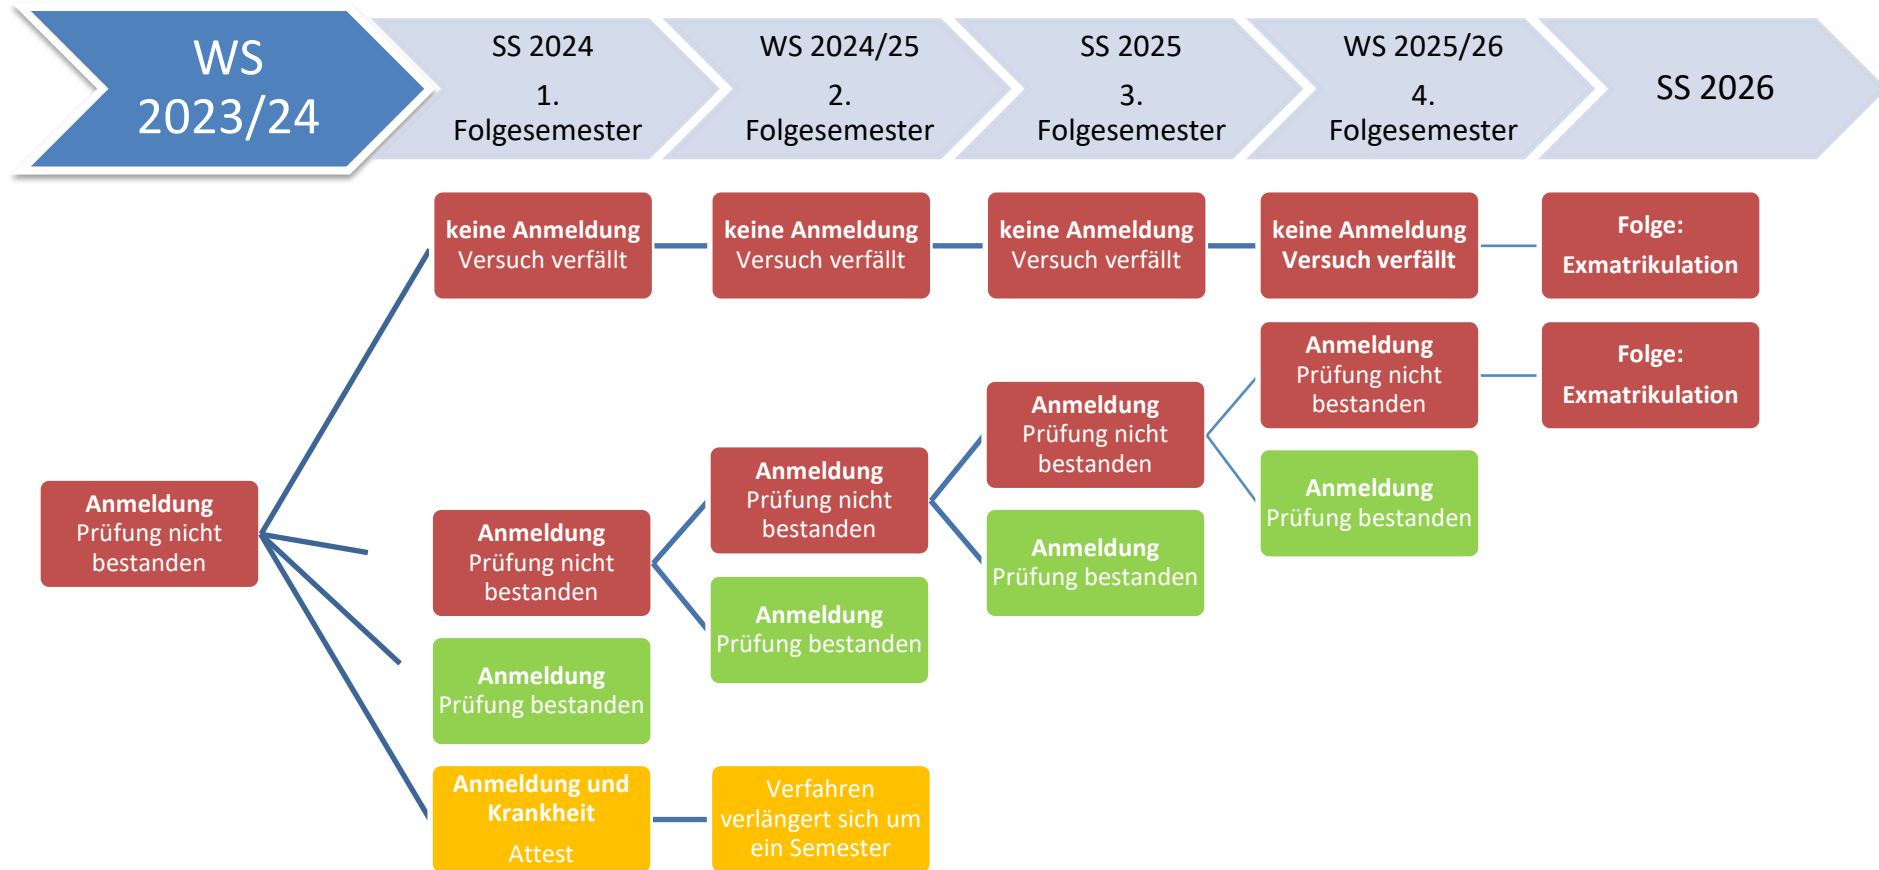 WS
2023/24
SS 2024
1.
Folgesemester
WS 2024/25
2.
Folgesemester
SS 2025
3.
Folgesemester
WS 2025/26
4.
Folgesemester
SS 2026
keine Anmeldung
Versuch verfällt
keine Anmeldung
Versuch verfällt
keine Anmeldung
Versuch verfällt
keine Anmeldung
Versuch verfällt
Folge:
Exmatrikulation
Anmeldung
Prüfung nicht
bestanden
Folge:
Exmatrikulation
Anmeldung
Prüfung nicht
bestanden
Anmeldung
Prüfung nicht
bestanden
Anmeldung
Prüfung bestanden
Anmeldung
Prüfung nicht
bestanden
Anmeldung
Prüfung nicht
bestanden
Anmeldung
Prüfung bestanden
Anmeldung
Prüfung bestanden
Anmeldung
Prüfung bestanden
Anmeldung und
Krankheit
Attest
Verfahren
verlängert sich um
ein Semester